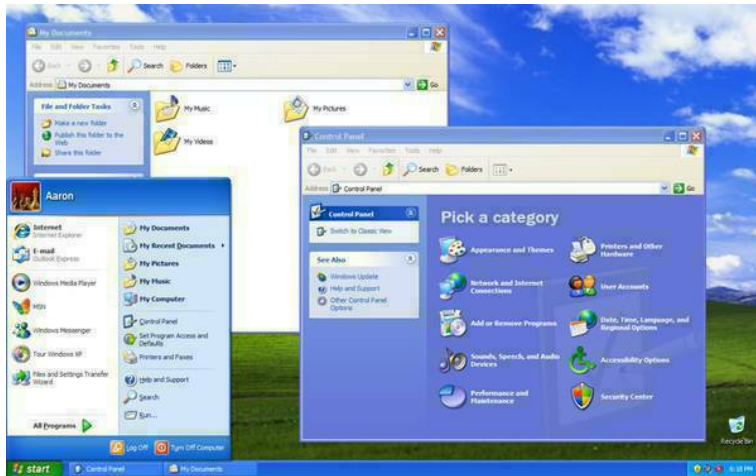 My Documents
File Edit View Favorites Tools Help
Back Search Folders
Address My Documents Go
File and Folder Tasks
Make a new folder
Publish this folder to the
Web
Share this folder
My Music
My Pictures
My Videos
Control Panel
File Edit View Favorites Tools Help
Back Search Folders
Address Control Panel Go
Control Panel
Switch to Classic View
See Also
Windows Update
Help and Support
Other Control Panel
Options
Pick a category
Appearance and Themes
Printers and Other
Hardware
Network and Internet
Connections
User Accounts
Add or Remove Programs
Date, Time, Language, and
Regional Options
Sounds, Speech, and Audio
Devices
Accessibility Options
Performance and
Maintenance
Security Center
Aaron
Internet
Internet Explorer
E-mail
Outlook Express
Windows Media Player
MSN
Windows Messenger
Tour Windows XP
Files and Settings Transfer
Wizard
All Programs
My Documents
My Recent Documents
My Pictures
My Music
My Computer
Control Panel
Set Program Access and
Defaults
Printers and Faxes
Help and Support
Search
Run...
Log Off Turn Off Computer
Recycle Bin
start Control Panel My Documents 6:18 PM